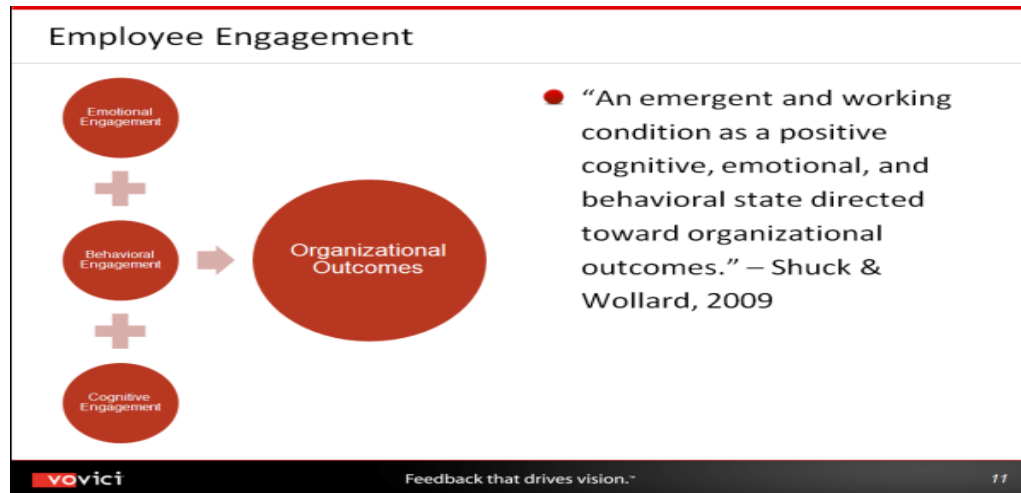 Employee Engagement
Emotional
Engagement
Behavioral
Engagement
Cognitive
Engagement
Organizational
Outcomes
“An emergent and working
condition as a positive
cognitive, emotional, and
behavioral state directed
toward organizational
outcomes.” – Shuck &
Wollard, 2009
vovici
Feedback that drives vision.™
11